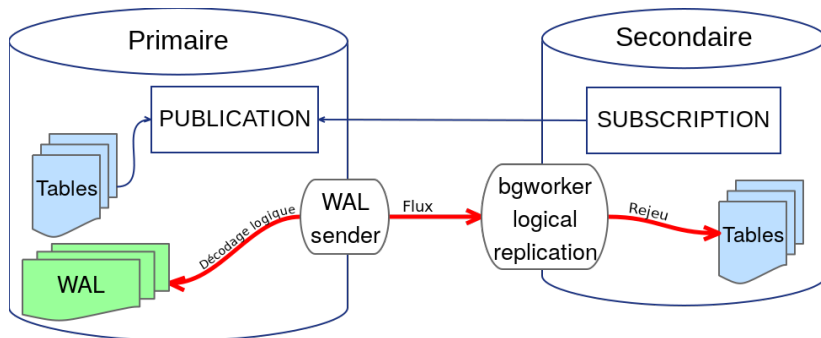 Primaire
Secondaire
PUBLICATION
SUBSCRIPTION
Tables
WAL
Décodage logique
WAL
sender
Flux
bgworker
logical
replication
Rejeu
Tables